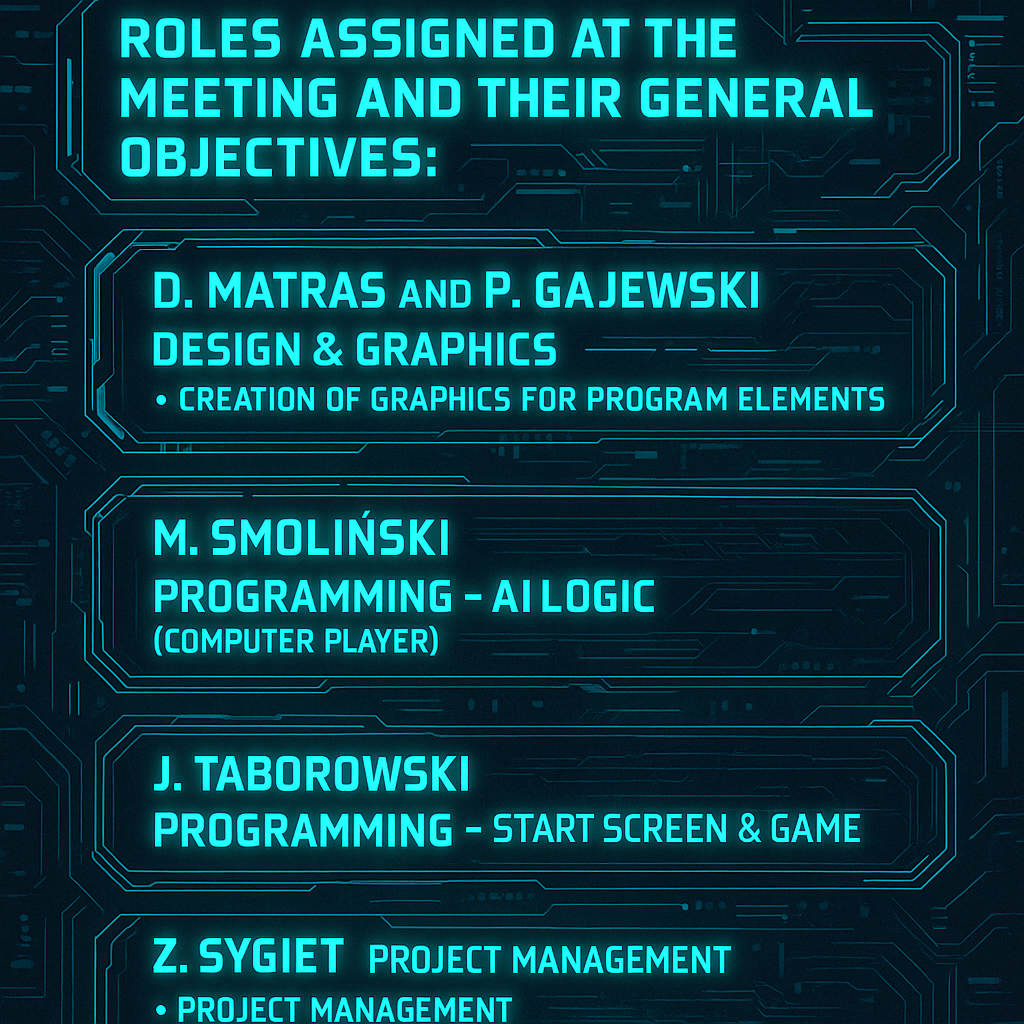 ROLES ASSIGNED AT THE
MEETING AND THEIR GENERAL
OBJECTIVES:
D. MATRAS AND P. GAJEWSKI
DESIGN & GRAPHICS
• CREATION OF GRAPHICS FOR PROGRAM ELEMENTS
M. SMOLIŃSKI
PROGRAMMING – AI LOGIC
(COMPUTER PLAYER)
J. TABOROWSKI
PROGRAMMING – START SCREEN & GAME
Z. SYGIET PROJECT MANAGEMENT
• PROJECT MANAGEMENT